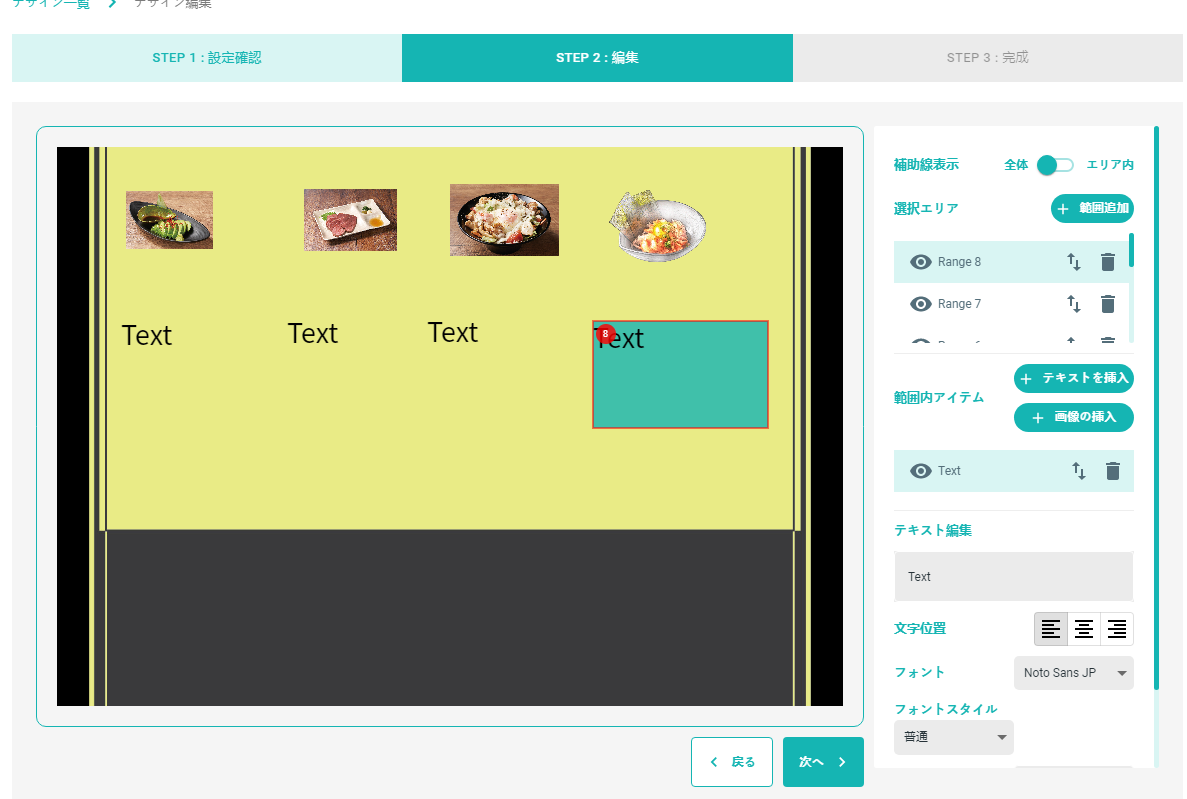 デザイン一覧 デザイン編集
STEP 1 : 設定確認 STEP 2 : 編集 STEP 3 : 完成
補助線表示 全体 エリア内
選択エリア + 範囲追加
Range 8
Range 7
Text Text Text Text
8
範囲内アイテム
+ テキストを挿入
+ 画像の挿入
Text
テキスト編集
Text
文字位置
フォント Noto Sans JP
フォントスタイル
普通
戻る 次へ